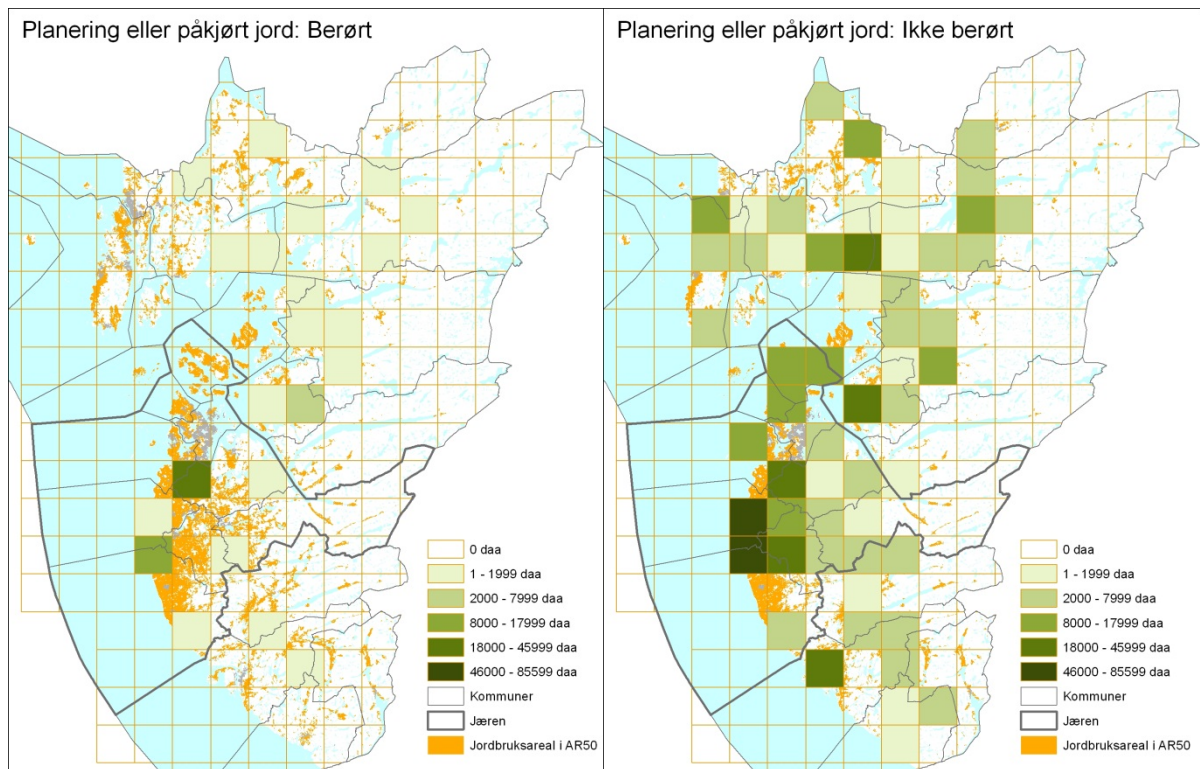 Planering eller påkjørt jord: Berørt
0 daa
1 - 1999 daa
2000 - 7999 daa
8000 - 17999 daa
18000 - 45999 daa
46000 - 85599 daa
Kommuner
Jæren
Jordbruksareal i AR50
Planering eller påkjørt jord: Ikke berørt
0 daa
1 - 1999 daa
2000 - 7999 daa
8000 - 17999 daa
18000 - 45999 daa
46000 - 85599 daa
Kommuner
Jæren
Jordbruksareal i AR50